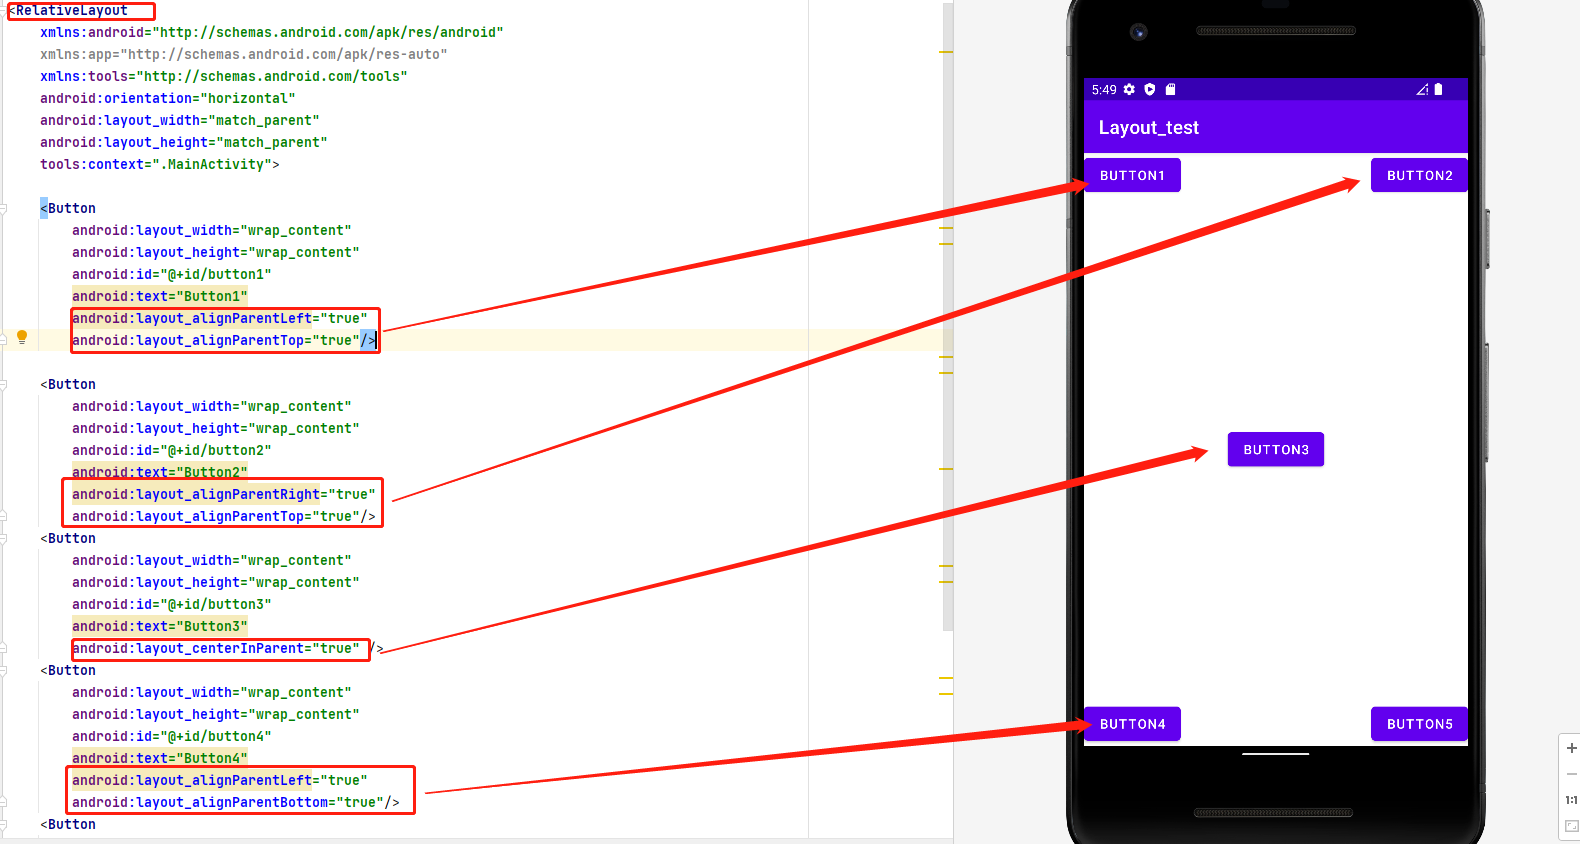 <RelativeLayout
xmlns:android="http://schemas.android.com/apk/res/android"
xmlns:app="http://schemas.android.com/apk/res-auto"
xmlns:tools="http://schemas.android.com/tools"
android:orientation="horizontal"
android:layout_width="match_parent"
android:layout_height="match_parent"
tools:context=".MainActivity">
<Button
android:layout_width="wrap_content"
android:layout_height="wrap_content"
android:id="@+id/button1"
android:text="Button1"
android:layout_alignParentLeft="true"
android:layout_alignParentTop="true"/>
<Button
android:layout_width="wrap_content"
android:layout_height="wrap_content"
android:id="@+id/button2"
android:text="Button2"
android:layout_alignParentRight="true"
android:layout_alignParentTop="true"/>
<Button
android:layout_width="wrap_content"
android:layout_height="wrap_content"
android:id="@+id/button3"
android:text="Button3"
android:layout_centerInParent="true" />
<Button
android:layout_width="wrap_content"
android:layout_height="wrap_content"
android:id="@+id/button4"
android:text="Button4"
android:layout_alignParentLeft="true"
android:layout_alignParentBottom="true"/>
<Button
5:49
Layout_test
BUTTON1
BUTTON2
BUTTON3
BUTTON4
BUTTON5
1:1